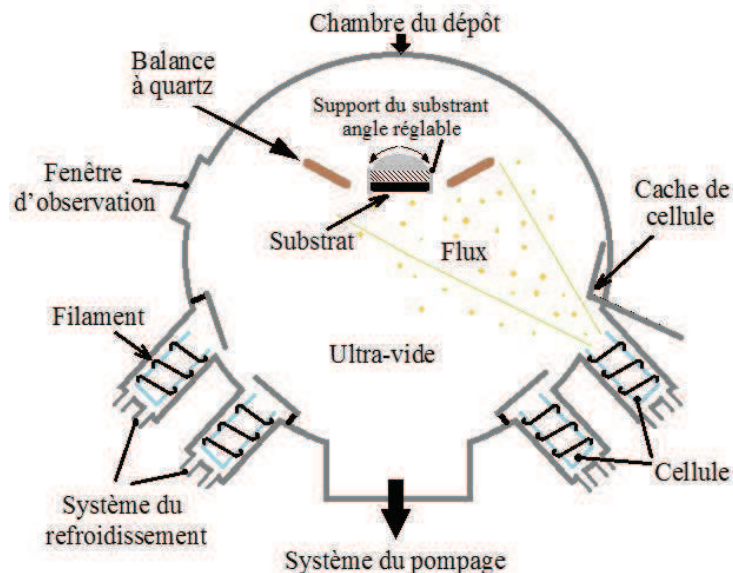 Chambre du dépôt
Balance
à quartz
Support du substrant
angle réglable
Fenêtre
d'observation
Cache de
cellule
Substrat
Flux
Filament
Ultra-vide
Système du
refroidissement
Cellule
Système du pompage